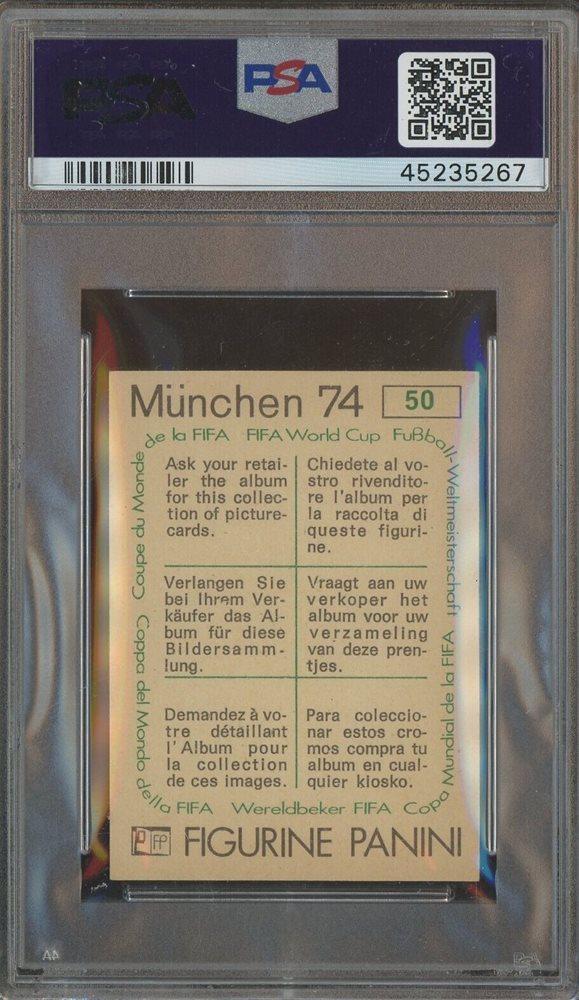 PSA
PSA
45235267
München 74 50
Coppa del Mondo della FIFA Coupe du Monde de la FIFA FIFA World Cup Fußball-Weltmeisterschaft
Ask your retai-
ler the album
for this collec-
tion of picture-
cards.
Chiedete al vo-
stro rivendito-
re l'album per
la raccolta di
queste figuri-
ne.
Verlangen Sie
bei Ihrem Ver-
käufer das Al-
bum für diese
Bildersamm-
lung.
Vraagt aan uw
verkoper het
album voor uw
verzameling
van deze pren-
tjes.
Demandez à vo-
tre détaillant
l'Album pour
la collection
de ces images.
Para coleccio-
nar estos cro-
mos compra tu
album en cual-
quier kiosko.
Wereldbeker FIFA Copa Mundial de la FIFA
FP FIGURINE PANINI